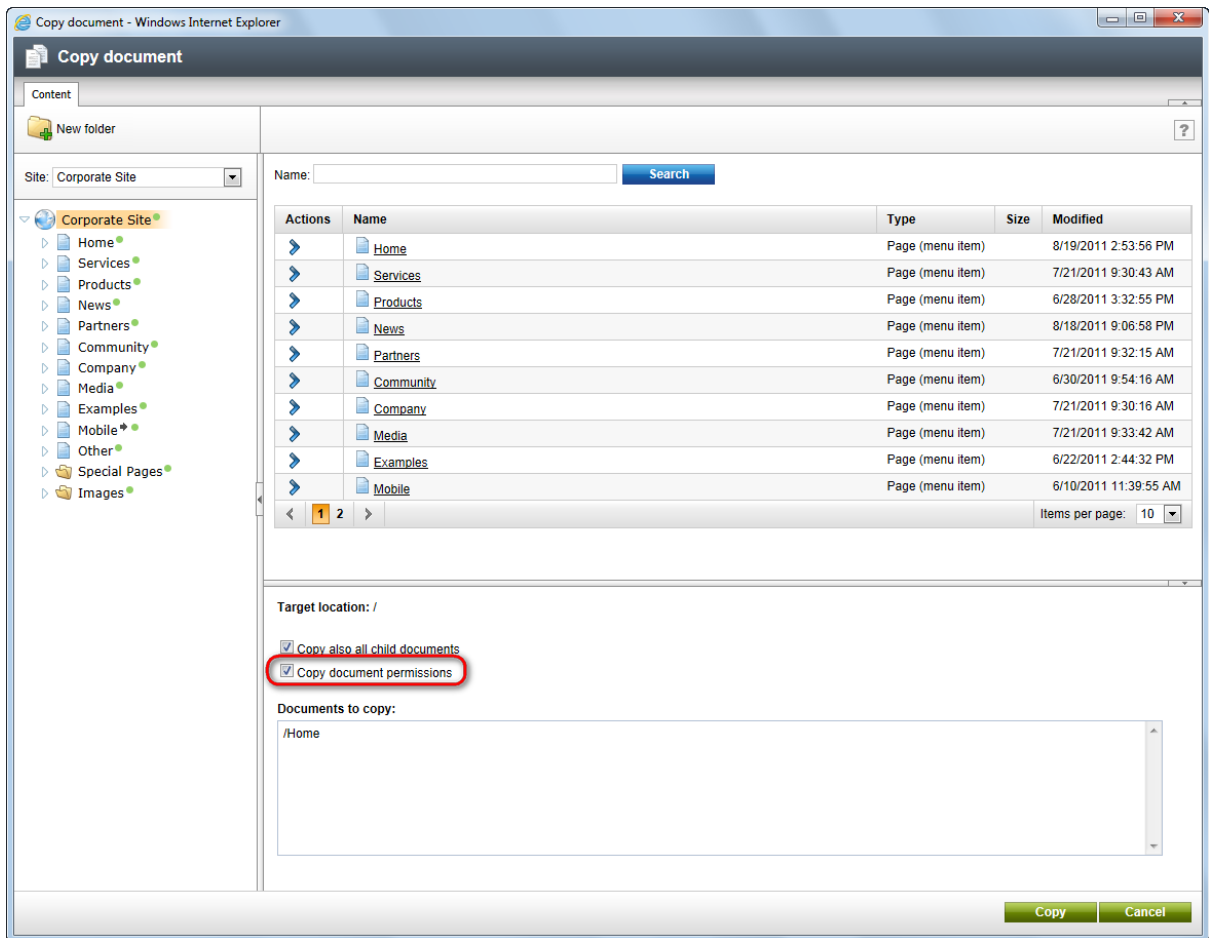 Copy document - Windows Internet Explorer
Copy document
Content
New folder
?
Site: Corporate Site
Corporate Site
Home
Services
Products
News
Partners
Community
Company
Media
Examples
Mobile
Other
Special Pages
Images
Name: Search
Actions Name Type Size Modified
Home Page (menu item) 8/19/2011 2:53:56 PM
Services Page (menu item) 7/21/2011 9:30:43 AM
Products Page (menu item) 6/28/2011 3:32:55 PM
News Page (menu item) 8/18/2011 9:06:58 PM
Partners Page (menu item) 7/21/2011 9:32:15 AM
Community Page (menu item) 6/30/2011 9:54:16 AM
Company Page (menu item) 7/21/2011 9:30:16 AM
Media Page (menu item) 7/21/2011 9:33:42 AM
Examples Page (menu item) 6/22/2011 2:44:32 PM
Mobile Page (menu item) 6/10/2011 11:39:55 AM
< 1 2 > Items per page: 10
Target location: /
Copy also all child documents
Copy document permissions
Documents to copy:
/Home
Copy Cancel